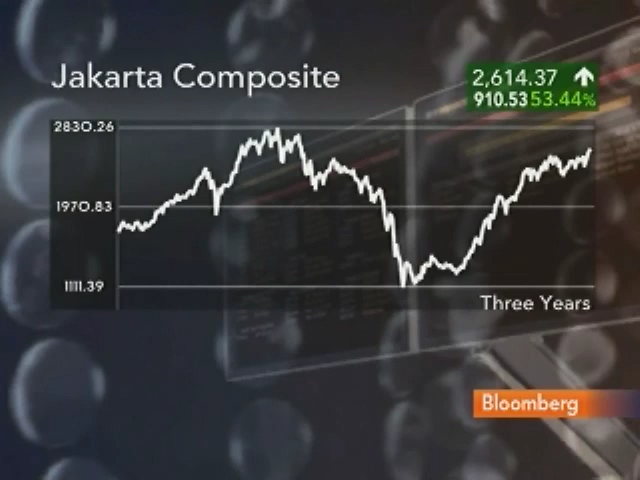 Jakarta Composite
2,614.37
910.53 53.44%
2830.26
1970.83
1111.39
Three Years
Bloomberg